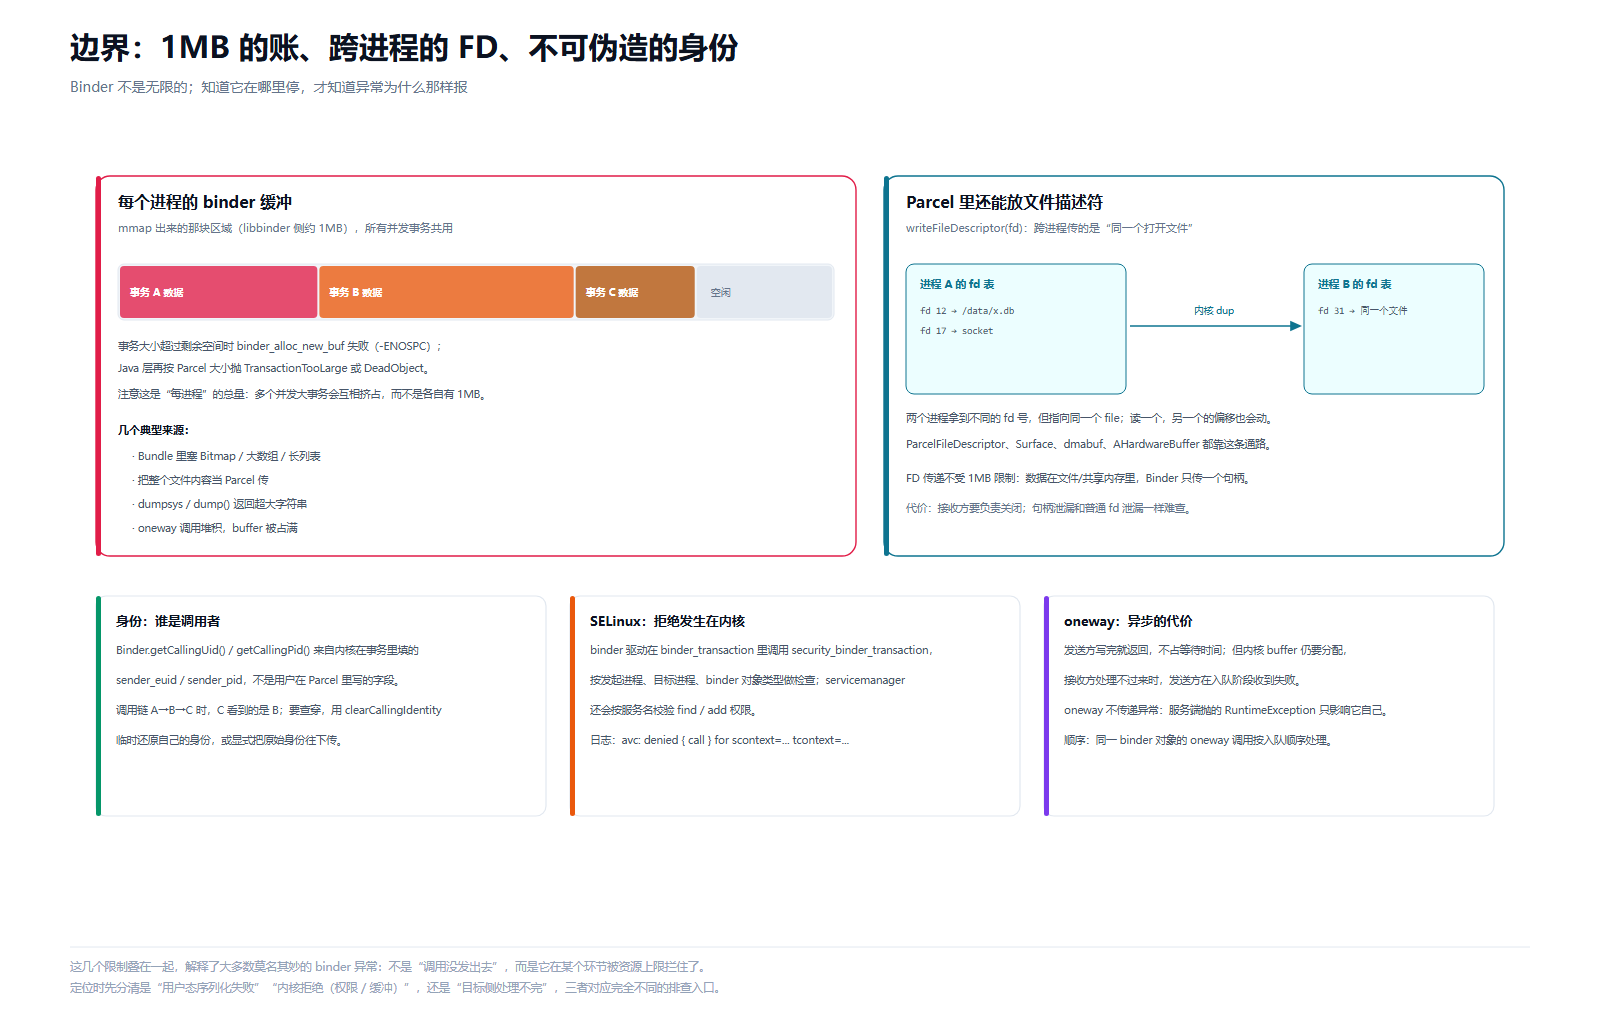 边界：1MB 的账、跨进程的 FD、不可伪造的身份
Binder 不是无限的；知道它在哪里停，才知道异常为什么那样报
每个进程的 binder 缓冲
mmap 出来的那块区域（libbinder 侧约 1MB），所有并发事务共用
事务 A 数据
事务 B 数据
事务 C 数据
空闲
事务大小超过剩余空间时 binder_alloc_new_buf 失败（-ENOSPC）；
Java 层再按 Parcel 大小抛 TransactionTooLarge 或 DeadObject。
注意这是“每进程”的总量：多个并发大事务会互相挤占，而不是各自有 1MB。
几个典型来源：
· Bundle 里塞 Bitmap / 大数组 / 长列表
· 把整个文件内容当 Parcel 传
· dumpsys / dump() 返回超大字符串
· oneway 调用堆积，buffer 被占满
Parcel 里还能放文件描述符
writeFileDescriptor(fd)：跨进程传的是“同一个打开文件”
进程 A 的 fd 表
fd 12 → /data/x.db
fd 17 → socket
内核 dup
进程 B 的 fd 表
fd 31 → 同一个文件
两个进程拿到不同的 fd 号，但指向同一个 file；读一个，另一个的偏移也会动。
ParcelFileDescriptor、Surface、dmabuf、AHardwareBuffer 都靠这条通路。
FD 传递不受 1MB 限制：数据在文件/共享内存里，Binder 只传一个句柄。
代价：接收方要负责关闭；句柄泄漏和普通 fd 泄漏一样难查。
身份：谁是调用者
Binder.getCallingUid() / getCallingPid() 来自内核在事务里填的
sender_euid / sender_pid，不是用户在 Parcel 里写的字段。
调用链 A→B→C 时，C 看到的是 B；要查穿，用 clearCallingIdentity
临时还原自己的身份，或显式把原始身份往下传。
SELinux：拒绝发生在内核
binder 驱动在 binder_transaction 里调用 security_binder_transaction，
按发起进程、目标进程、binder 对象类型做检查；servicemanager
还会按服务名校验 find / add 权限。
日志：avc: denied { call } for scontext=... tcontext=...
oneway：异步的代价
发送方写完就返回，不占等待时间；但内核 buffer 仍要分配，
接收方处理不过来时，发送方在入队阶段收到失败。
oneway 不传递异常：服务端抛的 RuntimeException 只影响它自己。
顺序：同一 binder 对象的 oneway 调用按入队顺序处理。
这几个限制叠在一起，解释了大多数莫名其妙的 binder 异常：不是“调用没发出去”，而是它在某个环节被资源上限拦住了。
定位时先分清是“用户态序列化失败”“内核拒绝（权限 / 缓冲）”，还是“目标侧处理不完”，三者对应完全不同的排查入口。